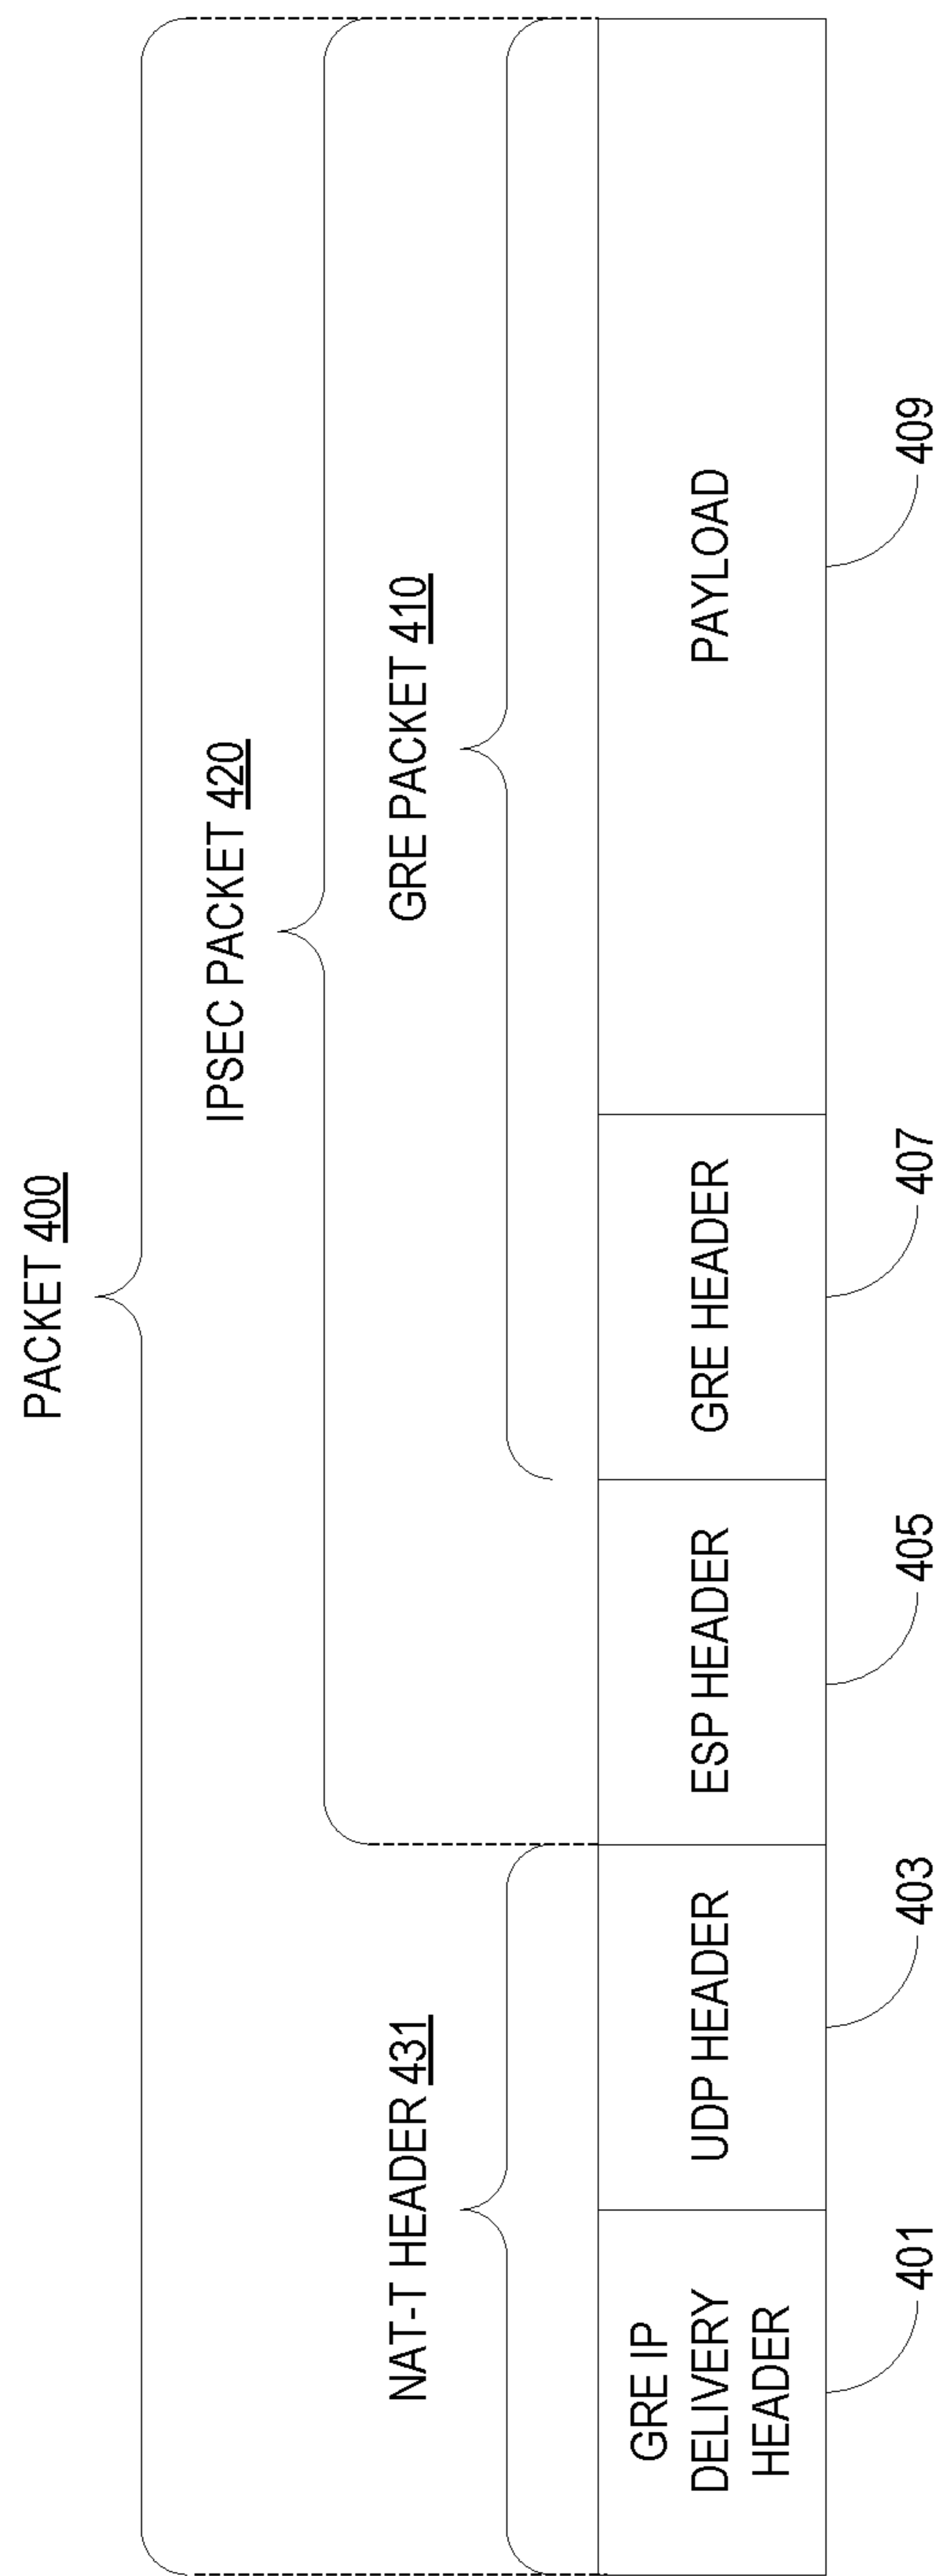 PACKET 400
IPSEC PACKET 420
NAT-T HEADER 431
GRE PACKET 410
GRE IP
DELIVERY
HEADER
UDP HEADER
ESP HEADER
GRE HEADER
PAYLOAD
401
403
405
407
409